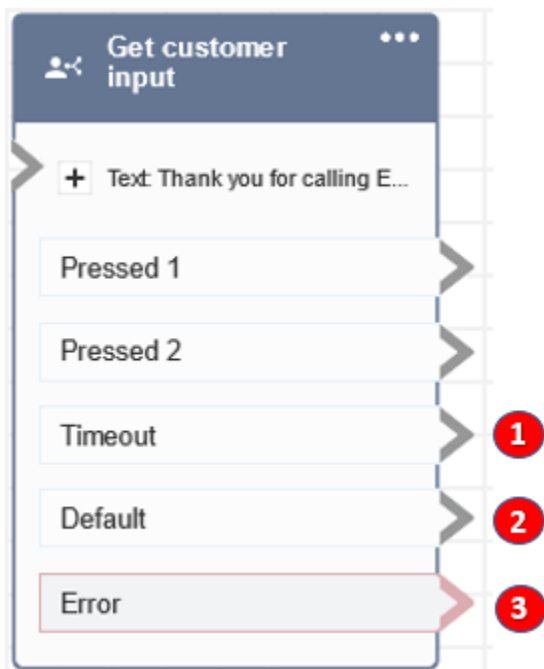 Get customer
input
Text: Thank you for calling E...
Pressed 1
Pressed 2
Timeout
1
Default
2
Error
3